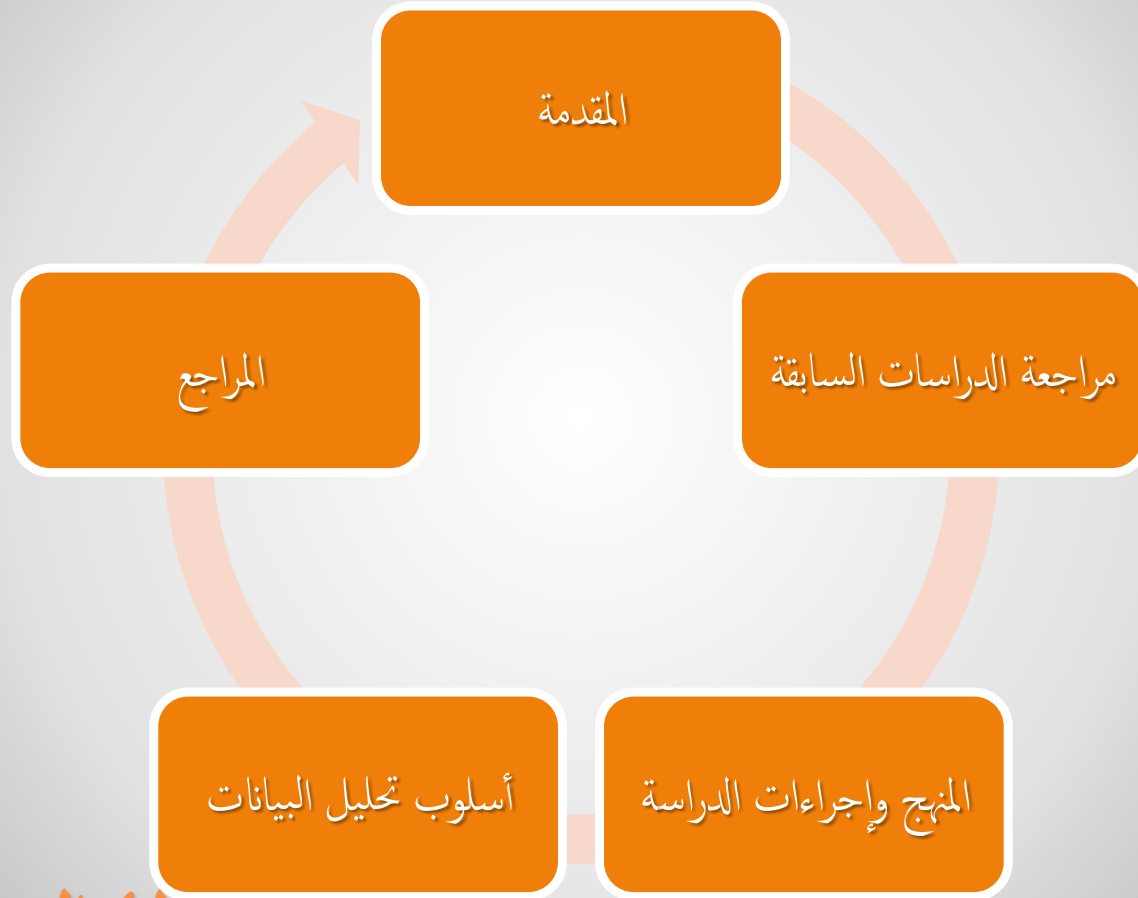 المقدمة
مراجعة الدراسات السابقة
المنهج وإجراءات الدراسة
أسلوب تحليل البيانات
المراجع